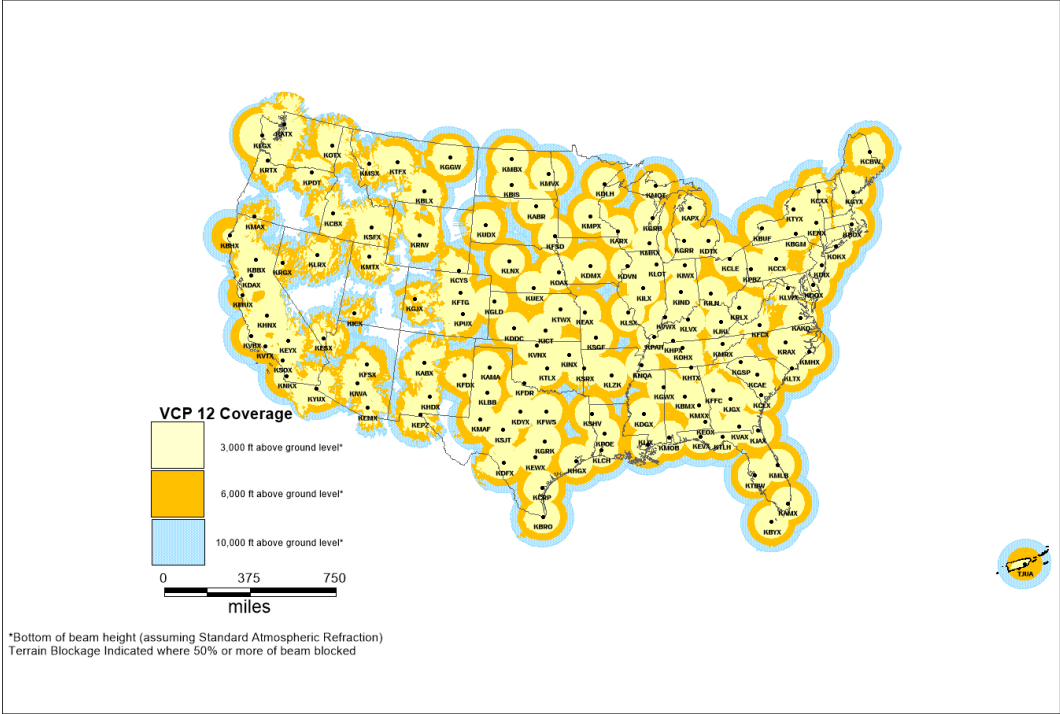 KATX
KLGX
KOTX
KRTX
KPDT
KMSX
KTFX
KGGW
KBLX
KMBX
KBIS
KMVX
KDLH
KMQT
KCBW
KCXX
KGYX
KTYX
KMAX
KBHX
KCBX
KSFX
KRIW
KUDX
KABR
KMPX
KGRB
KAPX
KFSD
KARX
KMKX
KGRR
KDTX
KBUF
KENX
KBOX
KBGM
KOKX
KBBX
KRGX
KLRX
KMTX
KCYS
KLNX
KOAX
KDMX
KDVN
KLOT
KIWX
KCLE
KPBZ
KCCX
KDIX
KDAX
KMUX
KHNX
KICX
KGJX
KFTG
KPUX
KGLD
KUEX
KTWX
KEAX
KLSX
KILX
KIND
KILN
KRLX
KLWX
KDOX
KAKQ
KVBX
KVTX
KEYX
KESX
KDDC
KICT
KSGF
KPAH
KVWX
KLVX
KJKL
KFCX
KRAX
KMHX
KSOX
KNKX
KYUX
KFSX
KIWA
KEMX
KABX
KHDX
KEPZ
KFDX
KAMA
KLBB
KMAF
KVNX
KTLX
KFDR
KINX
KSRX
KLZK
KNQA
KHPX
KOHX
KMRX
KGSP
KCAE
KLTX
KCLX
KDYX
KFWS
KSJT
KGRK
KDFX
KEWX
KCRP
KBRO
KSHV
KPOE
KLCH
KHGX
KDGX
KGWX
KHTX
KBMX
KFFC
KJGX
KMXX
KEOX
KVAX
KJAX
KLIX
KMOB
KEVX
KTLH
KTBW
KMLB
KAMX
KBYX
TJUA
VCP 12 Coverage
3,000 ft above ground level*
6,000 ft above ground level*
10,000 ft above ground level*
0 375 750
miles
*Bottom of beam height (assuming Standard Atmospheric Refraction)
Terrain Blockage Indicated where 50% or more of beam blocked